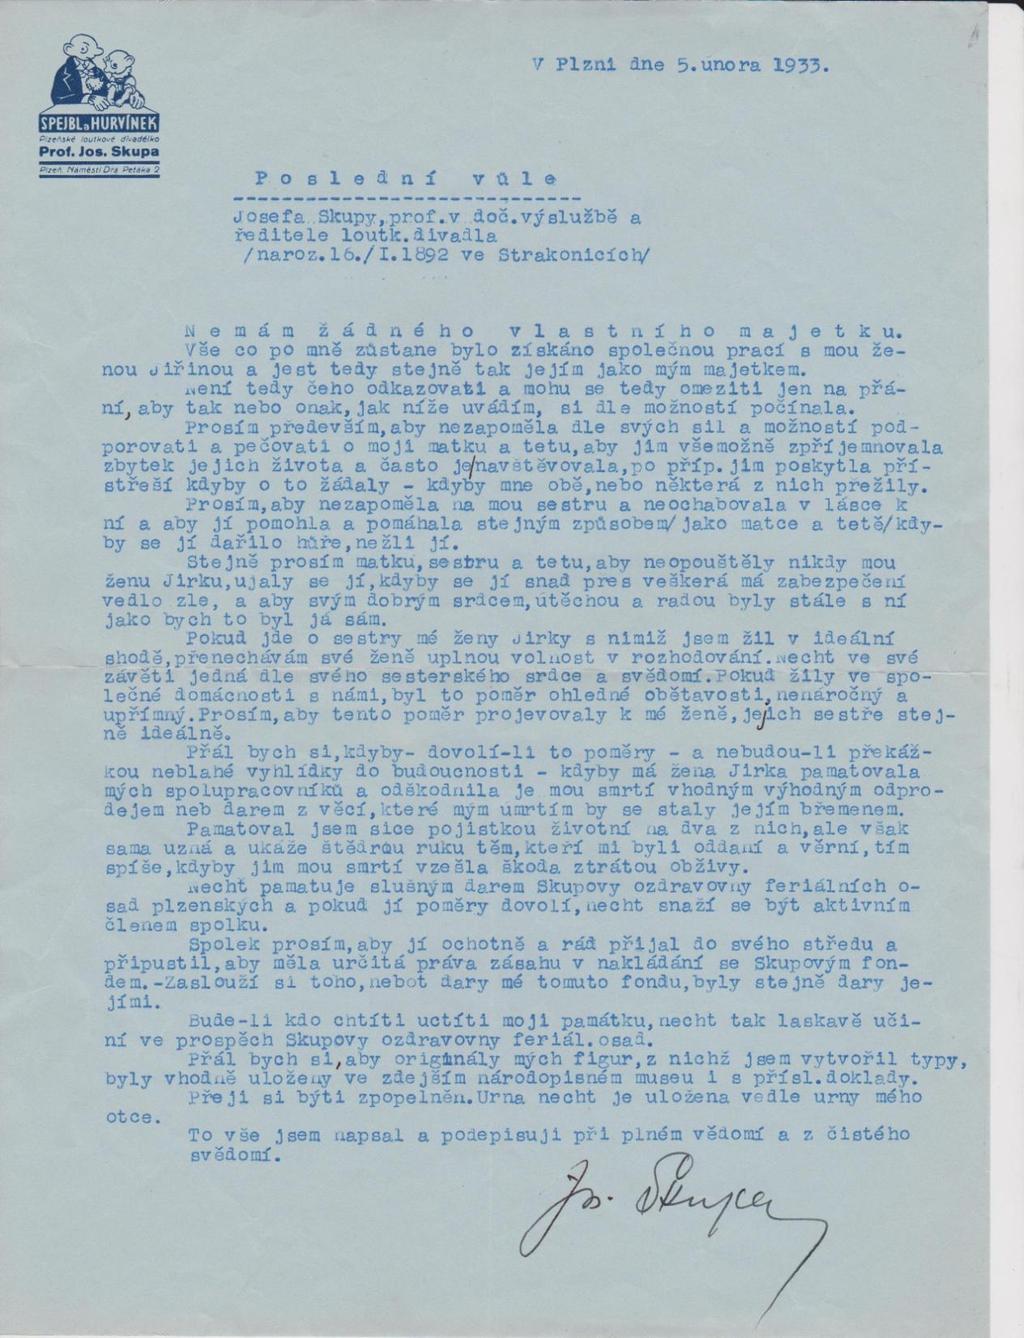 V Plzni dne 5.února 1933.
SPEJBL a HURVÍNEK
Plzeňské loutkové divadélko
Prof. Jos. Skupa
Plzeň, Náměstí Dra Petáka 2
Poslední vůle
Josefa Skupy,prof.v doč.výslužbě a
ředitele loutk.divadla
/naroz.16./I.1892 ve Strakonicích/
Nemám žádného vlastního majetku.
Vše co po mně zůstane bylo získáno společnou prací s mou že-
nou Jiřinou a jest tedy stejně tak jejím jako mým majetkem.
Není tedy čeho odkazovati a mohu se tedy omeziti jen na přá-
ní,aby tak nebo onak,jak níže uvádím, si dle možností počínala.
Prosím především,aby nezapoměla dle svých sil a možností pod-
porovati a pečovati o moji matku a tetu,aby jim všemožně zpříjemnovala
zbytek jejich života a často je/navštěvovala,po příp.jim poskytla pří-
střeší kdyby o to žádaly - kdyby mne obě,nebo některá z nich přežily.
Prosím,aby nezapoměla na mou sestru a neochabovala v lásce k
ní a aby jí pomohla a pomáhala stejným způsobem/jako matce a tetě/kdy-
by se jí dařilo hůře,nežli jí.
Stejně prosím matku,sestru a tetu,aby neopouštěly nikdy mou
ženu Jirku,ujaly se jí,kdyby se jí snad přes veškerá má zabezpečení
vedlo zle, a aby svým dobrým srdcem,útěchou a radou byly stále s ní
jako bych to byl já sám.
Pokud jde o sestry mé ženy Jirky s nimiž jsem žil v ideální
shodě,přenechávám své ženě uplnou volnost v rozhodování.Necht ve své
závěti jedná dle svého sesterského srdce a svědomí.Pokud žily ve spo-
lečné domácnosti s námi,byl to poměr ohledné obětavosti,nenáročný a
upřímný.Prosím,aby tento poměr projevovaly k mé ženě,jejich sestře stej-
ně ideálně.
Přál bych si,kdyby- dovolí-li to poměry - a nebudou-li překáž-
kou neblahé vyhlídky do budoucnosti - kdyby má žena Jirka pamatovala
mých spolupracovníků a odškodnila je mou smrtí vhodným výhodným odpro-
dejem neb darem z věcí,které mým úmrtím by se staly jejím břemenem.
Pamatoval jsem sice pojistkou životní na dva z nich,ale však
sama uzná a ukáže štědrou ruku těm,kteří mi byli oddaní a věrní,tím
spíše,kdyby jim mou smrtí vzešla škoda ztrátou obživy.
Necht pamatuje slušným darem Skupovy ozdravovny feriálních o-
sad plzenských a pokud jí poměry dovolí,necht snaží se být aktivním
členem spolku.
Spolek prosím,aby jí ochotně a rád přijal do svého středu a
připustil,aby měla určitá práva zásahu v nakládání se Skupovým fon-
dem.-Zaslouží si toho,nebot dary mé tomuto fondu,byly stejně dary je-
jími.
Bude-li kdo chtíti uctíti moji památku,necht tak laskavě uči-
ní ve prospěch Skupovy ozdravovny feriál.osad.
Přál bych si,aby originály mých figur,z nichž jsem vytvořil typy,
byly vhodně uloženy ve zdejším národopisném museu i s přísl.doklady.
Přeji si býti zpopelněn.Urna necht je uložena vedle urny mého
otce.
To vše jsem napsal a podepisuji při plném vědomí a z čistého
svědomí.
Jos. Skupa